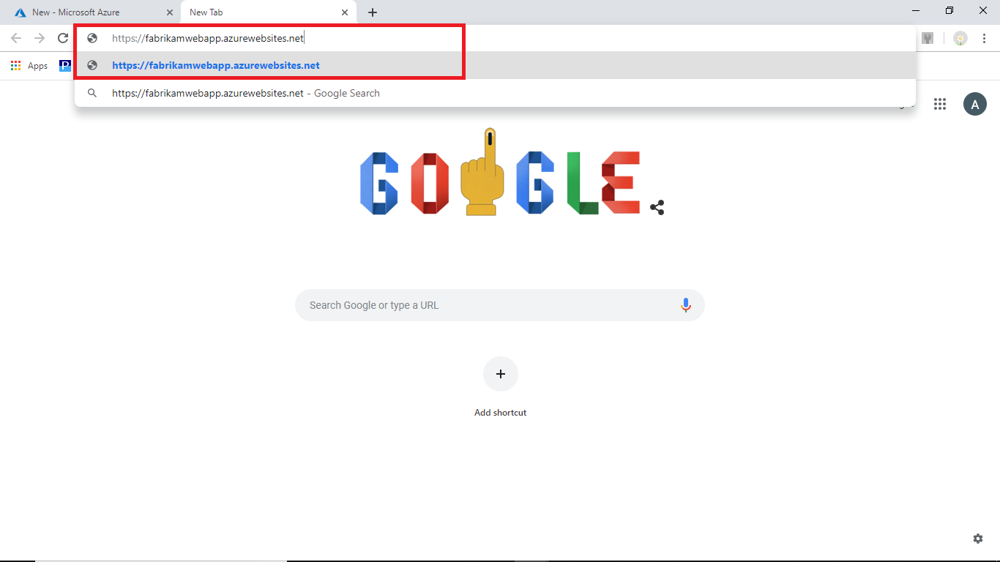 New - Microsoft Azure
New Tab
https://fabrikamwebapp.azurewebsites.net
Apps
https://fabrikamwebapp.azurewebsites.net
https://fabrikamwebapp.azurewebsites.net - Google Search
A
GOOGLE
Search Google or type a URL
Add shortcut